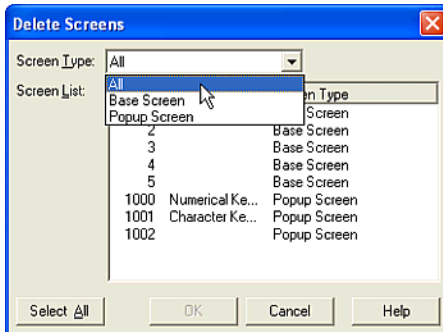 Delete Screens
Screen Type: All
All
Base Screen
Popup Screen
Screen List:
en Type
Screen
2 Base Screen
3 Base Screen
4 Base Screen
5 Base Screen
1000 Numerical Ke... Popup Screen
1001 Character Ke... Popup Screen
1002 Popup Screen
Select All OK Cancel Help